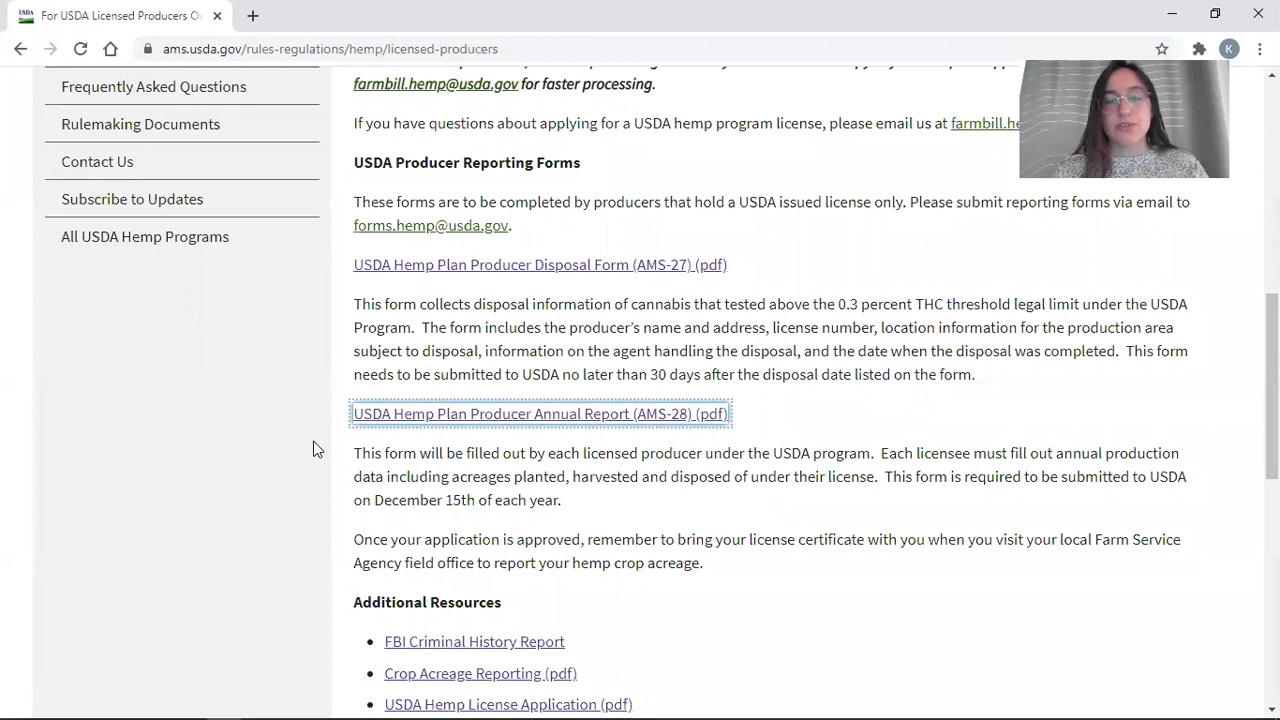 For USDA Licensed Producers O
ams.usda.gov/rules-regulations/hemp/licensed-producers
K
Frequently Asked Questions
Rulemaking Documents
Contact Us
Subscribe to Updates
All USDA Hemp Programs
farmbill.hemp@usda.gov for faster processing.
If you have questions about applying for a USDA hemp program license, please email us at farmbill.he
USDA Producer Reporting Forms
These forms are to be completed by producers that hold a USDA issued license only. Please submit reporting forms via email to
forms.hemp@usda.gov.
USDA Hemp Plan Producer Disposal Form (AMS-27) (pdf)
This form collects disposal information of cannabis that tested above the 0.3 percent THC threshold legal limit under the USDA
Program. The form includes the producer's name and address, license number, location information for the production area
subject to disposal, information on the agent handling the disposal, and the date when the disposal was completed. This form
needs to be submitted to USDA no later than 30 days after the disposal date listed on the form.
USDA Hemp Plan Producer Annual Report (AMS-28) (pdf)
This form will be filled out by each licensed producer under the USDA program. Each licensee must fill out annual production
data including acreages planted, harvested and disposed of under their license. This form is required to be submitted to USDA
on December 15th of each year.
Once your application is approved, remember to bring your license certificate with you when you visit your local Farm Service
Agency field office to report your hemp crop acreage.
Additional Resources
• FBI Criminal History Report
• Crop Acreage Reporting (pdf)
• USDA Hemp License Application (pdf)